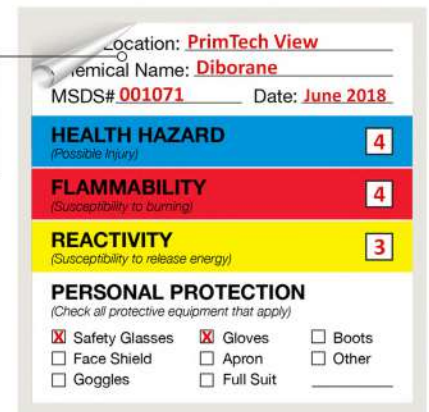 Location: PrimTech View
Chemical Name: Diborane
MSDS# 001071 Date: June 2018
HEALTH HAZARD 4
(Possible Injury)
FLAMMABILITY 4
(Susceptibility to burning)
REACTIVITY 3
(Susceptibility to release energy)
PERSONAL PROTECTION
(Check all protective equipment that apply)
X Safety Glasses X Gloves Boots
Face Shield Apron Other
Goggles Full Suit